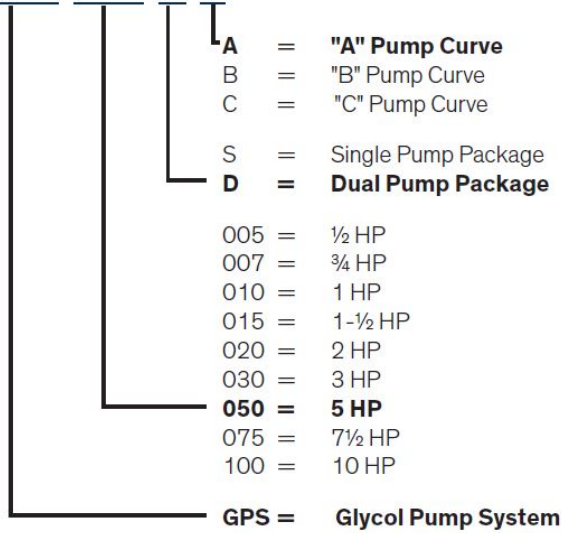 A = "A" Pump Curve
B = "B" Pump Curve
C = "C" Pump Curve
S = Single Pump Package
D = Dual Pump Package
005 = ½ HP
007 = ¾ HP
010 = 1 HP
015 = 1-½ HP
020 = 2 HP
030 = 3 HP
050 = 5 HP
075 = 7½ HP
100 = 10 HP
GPS = Glycol Pump System